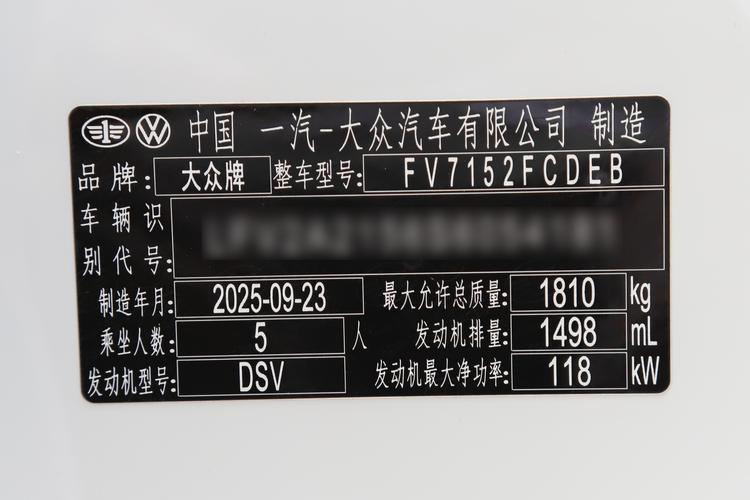 中国 一汽-大众汽车有限公司 制造
品牌: 大众牌 整车型号: FV7152FCDEB
车辆识
别代号:
制造年月: 2025-09-23 最大允许总质量: 1810 kg
乘坐人数: 5 人 发动机排量: 1498 mL
发动机型号: DSV 发动机最大净功率: 118 kW